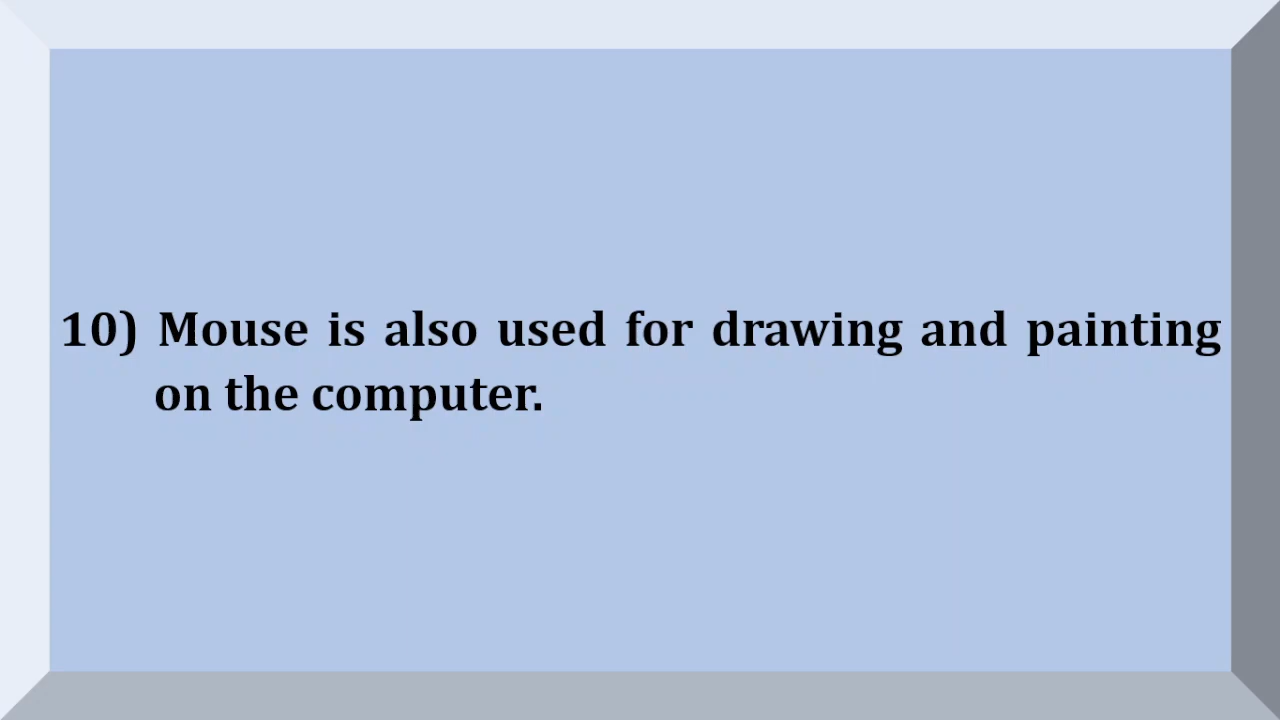 10) Mouse is also used for drawing and painting
on the computer.